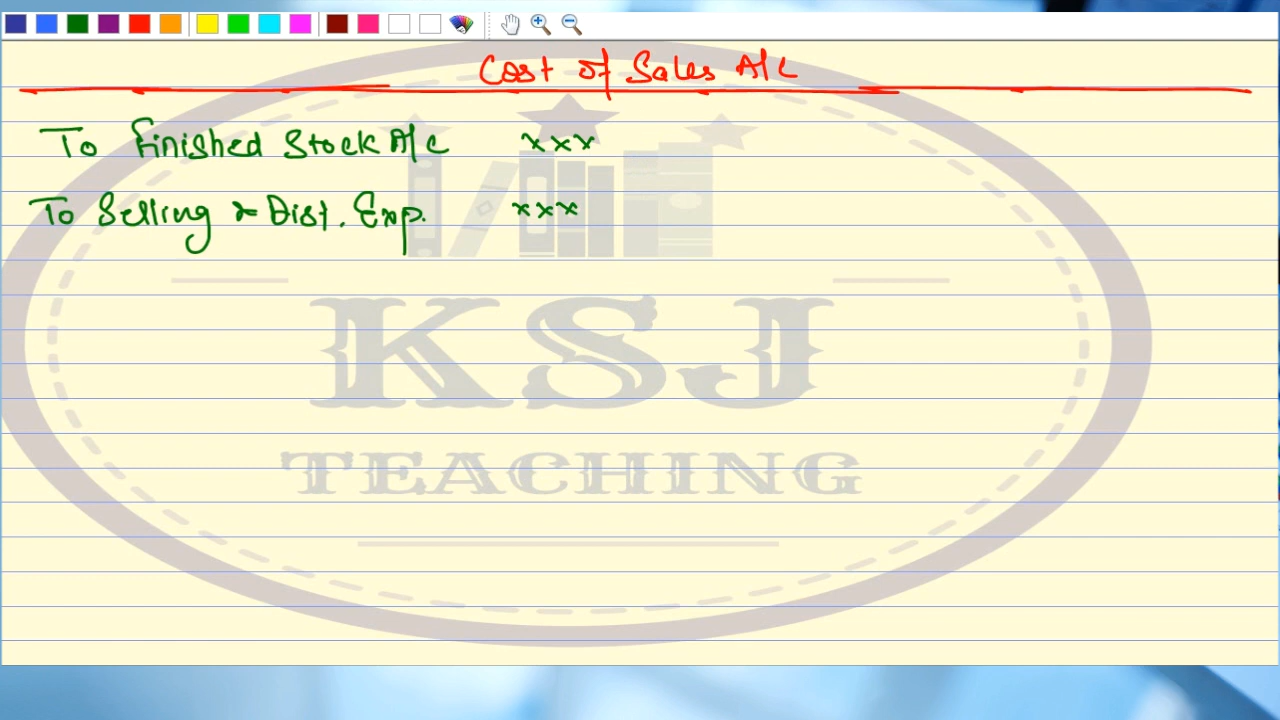 Cost of Sales A/c
To Finished Stock A/c xxx
To Selling & Dist. Exp. xxx
KSJ
TEACHING